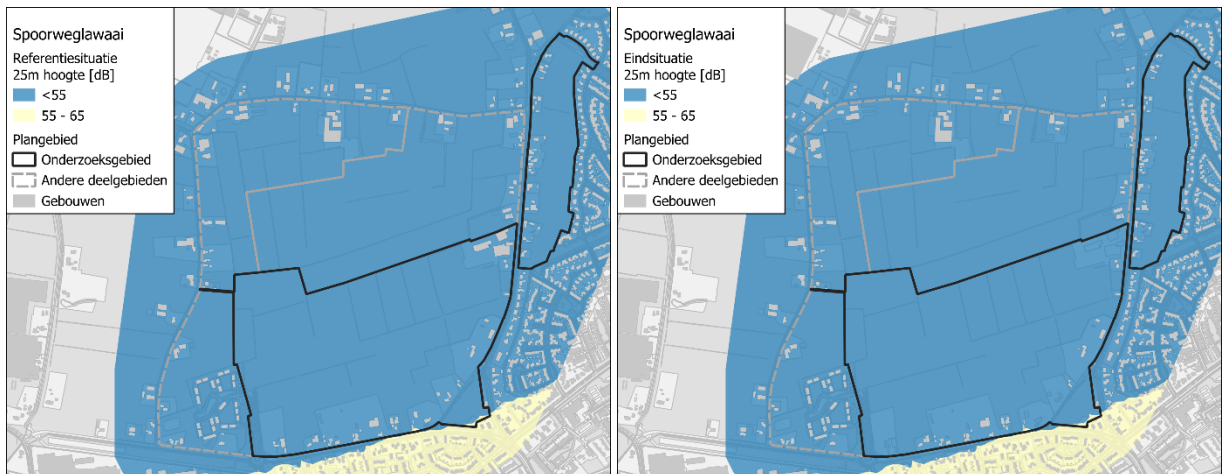 Spoorweglawaai
Referentiesituatie
25m hoogte [dB]
<55
55 - 65
Plangebied
Onderzoeksgebied
Andere deelgebieden
Gebouwen
Spoorweglawaai
Eindsituatie
25m hoogte [dB]
<55
55 - 65
Plangebied
Onderzoeksgebied
Andere deelgebieden
Gebouwen